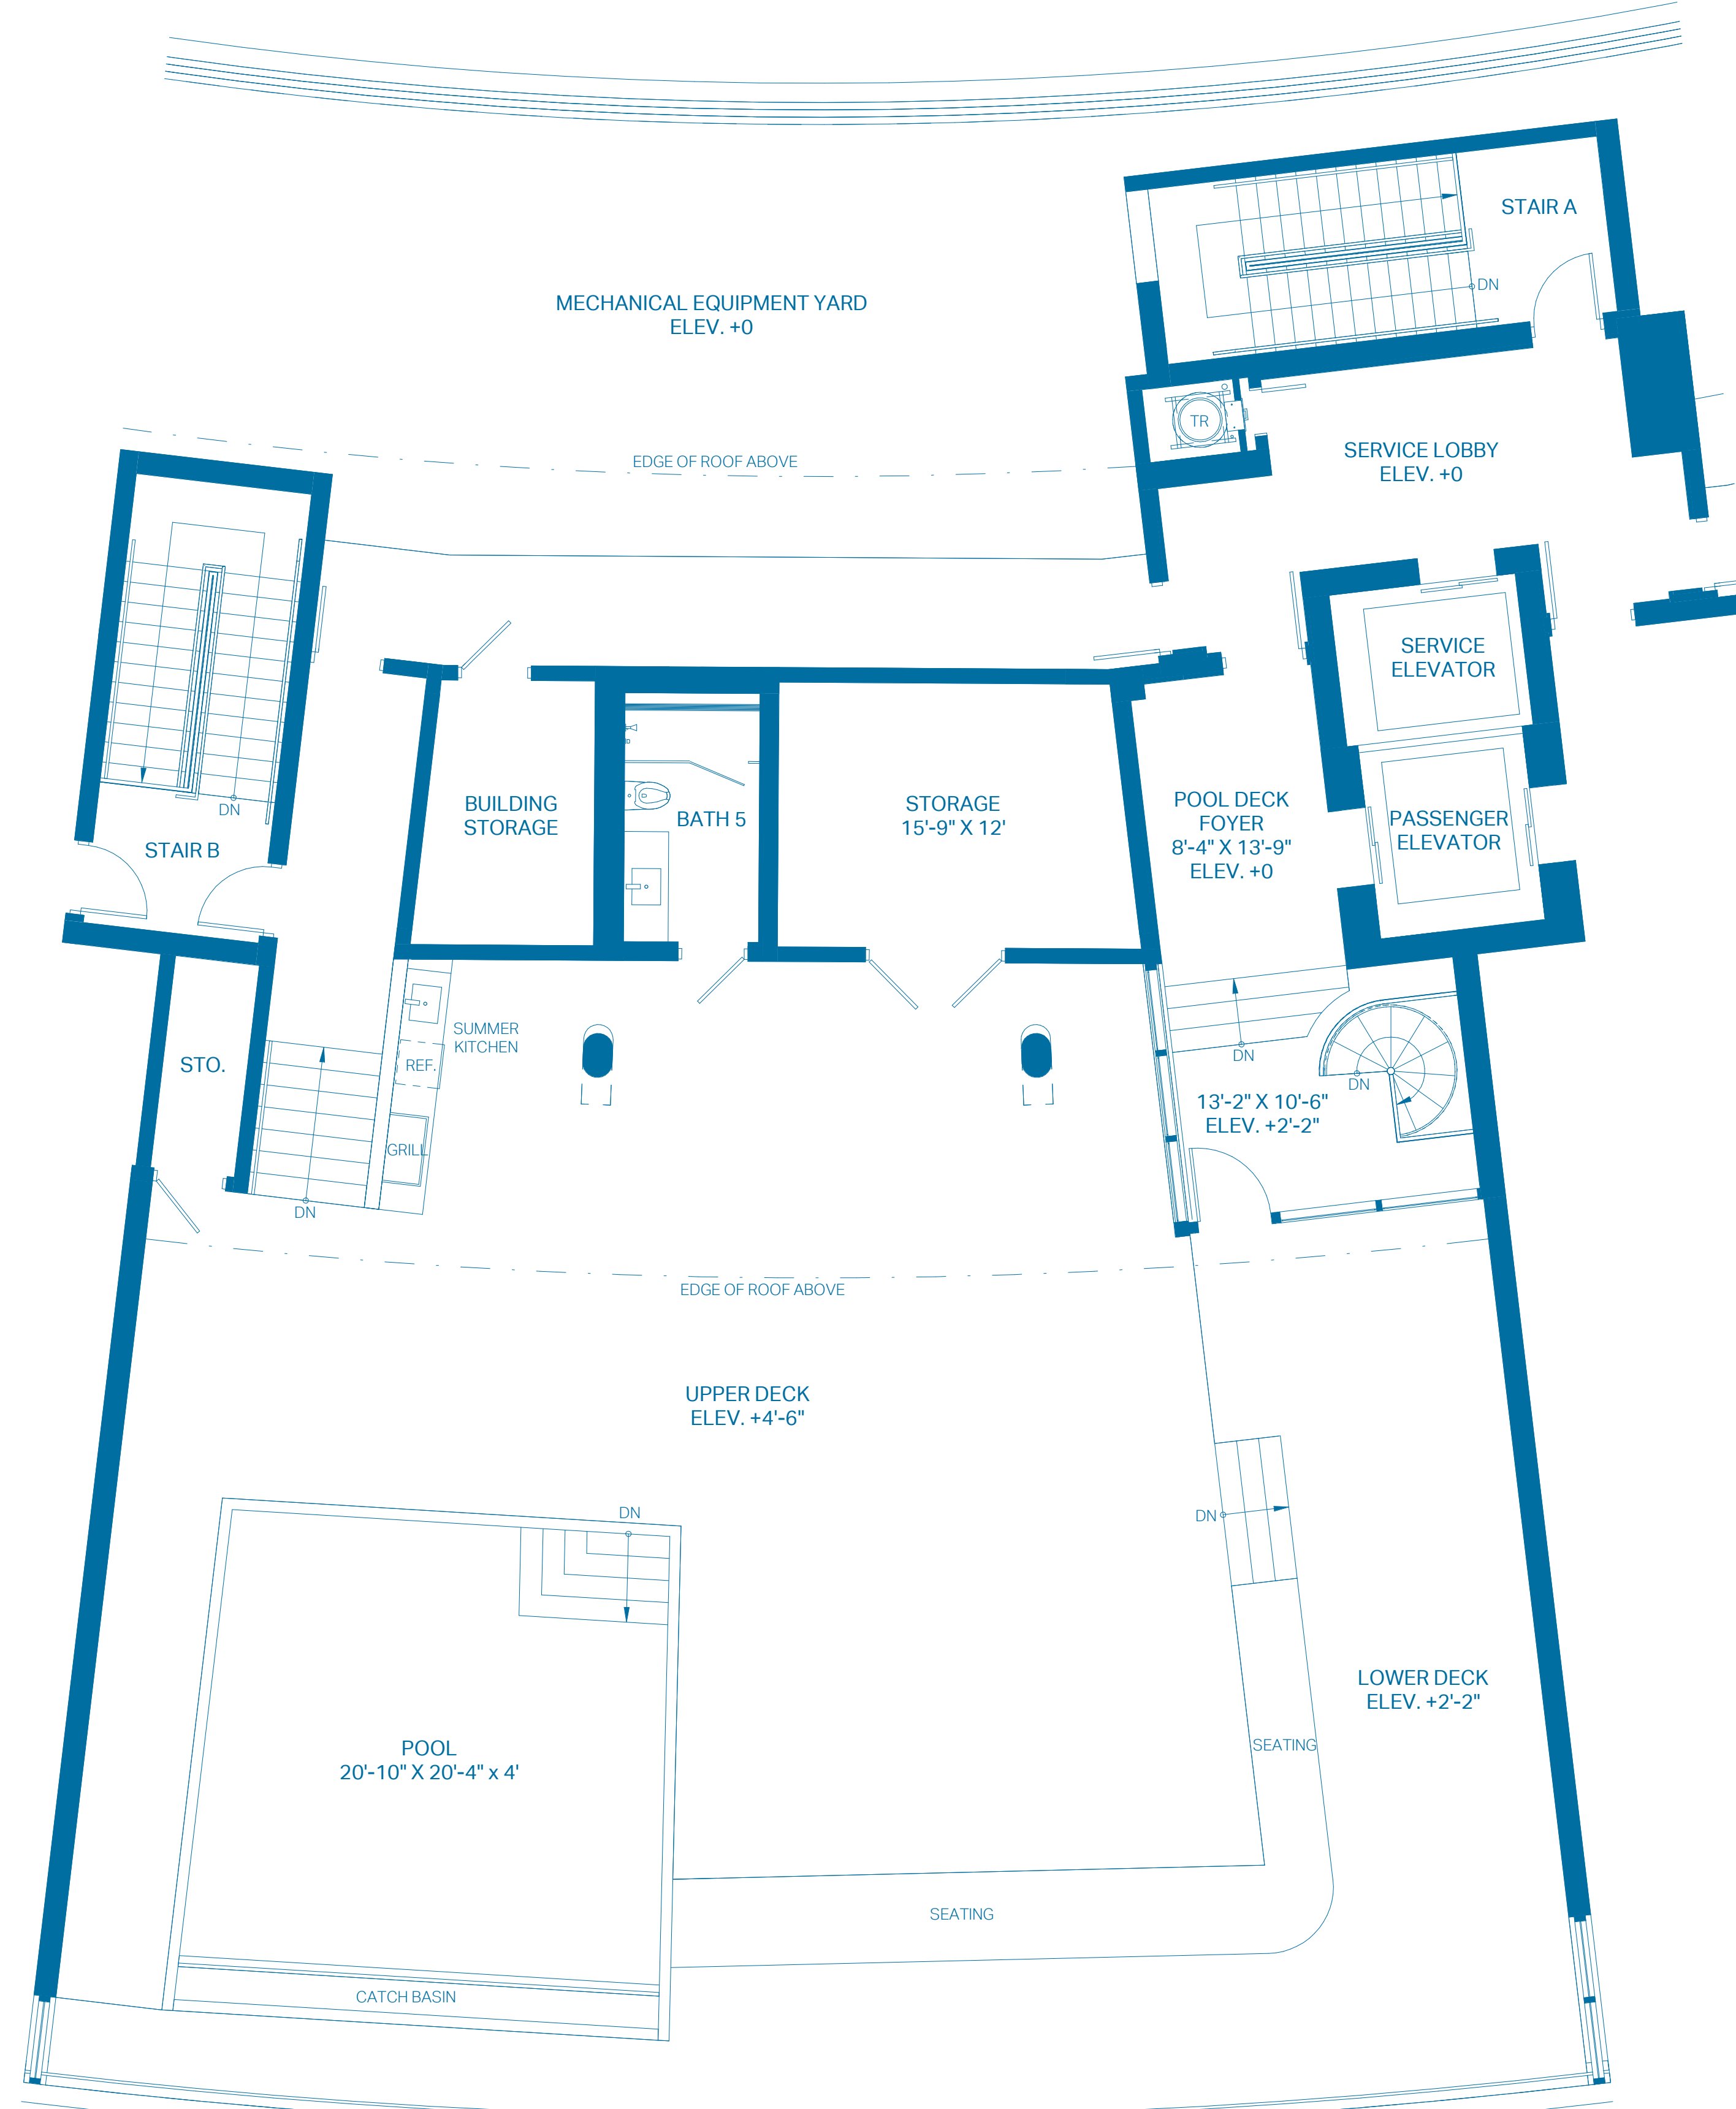 STAIR A
DN
MECHANICAL EQUIPMENT YARD
ELEV. +0
TR
SERVICE LOBBY
ELEV. +0
EDGE OF ROOF ABOVE
SERVICE
ELEVATOR
BUILDING
STORAGE
BATH 5
STORAGE
15'-9" X 12'
POOL DECK
FOYER
8'-4" X 13'-9"
ELEV. +0
PASSENGER
ELEVATOR
DN
STAIR B
SUMMER
KITCHEN
STO.
REF.
DN
DN
13'-2" X 10'-6"
ELEV. +2'-2"
GRILL
DN
EDGE OF ROOF ABOVE
UPPER DECK
ELEV. +4'-6"
DN
DN
LOWER DECK
ELEV. +2'-2"
POOL
20'-10" X 20'-4" x 4'
SEATING
SEATING
CATCH BASIN